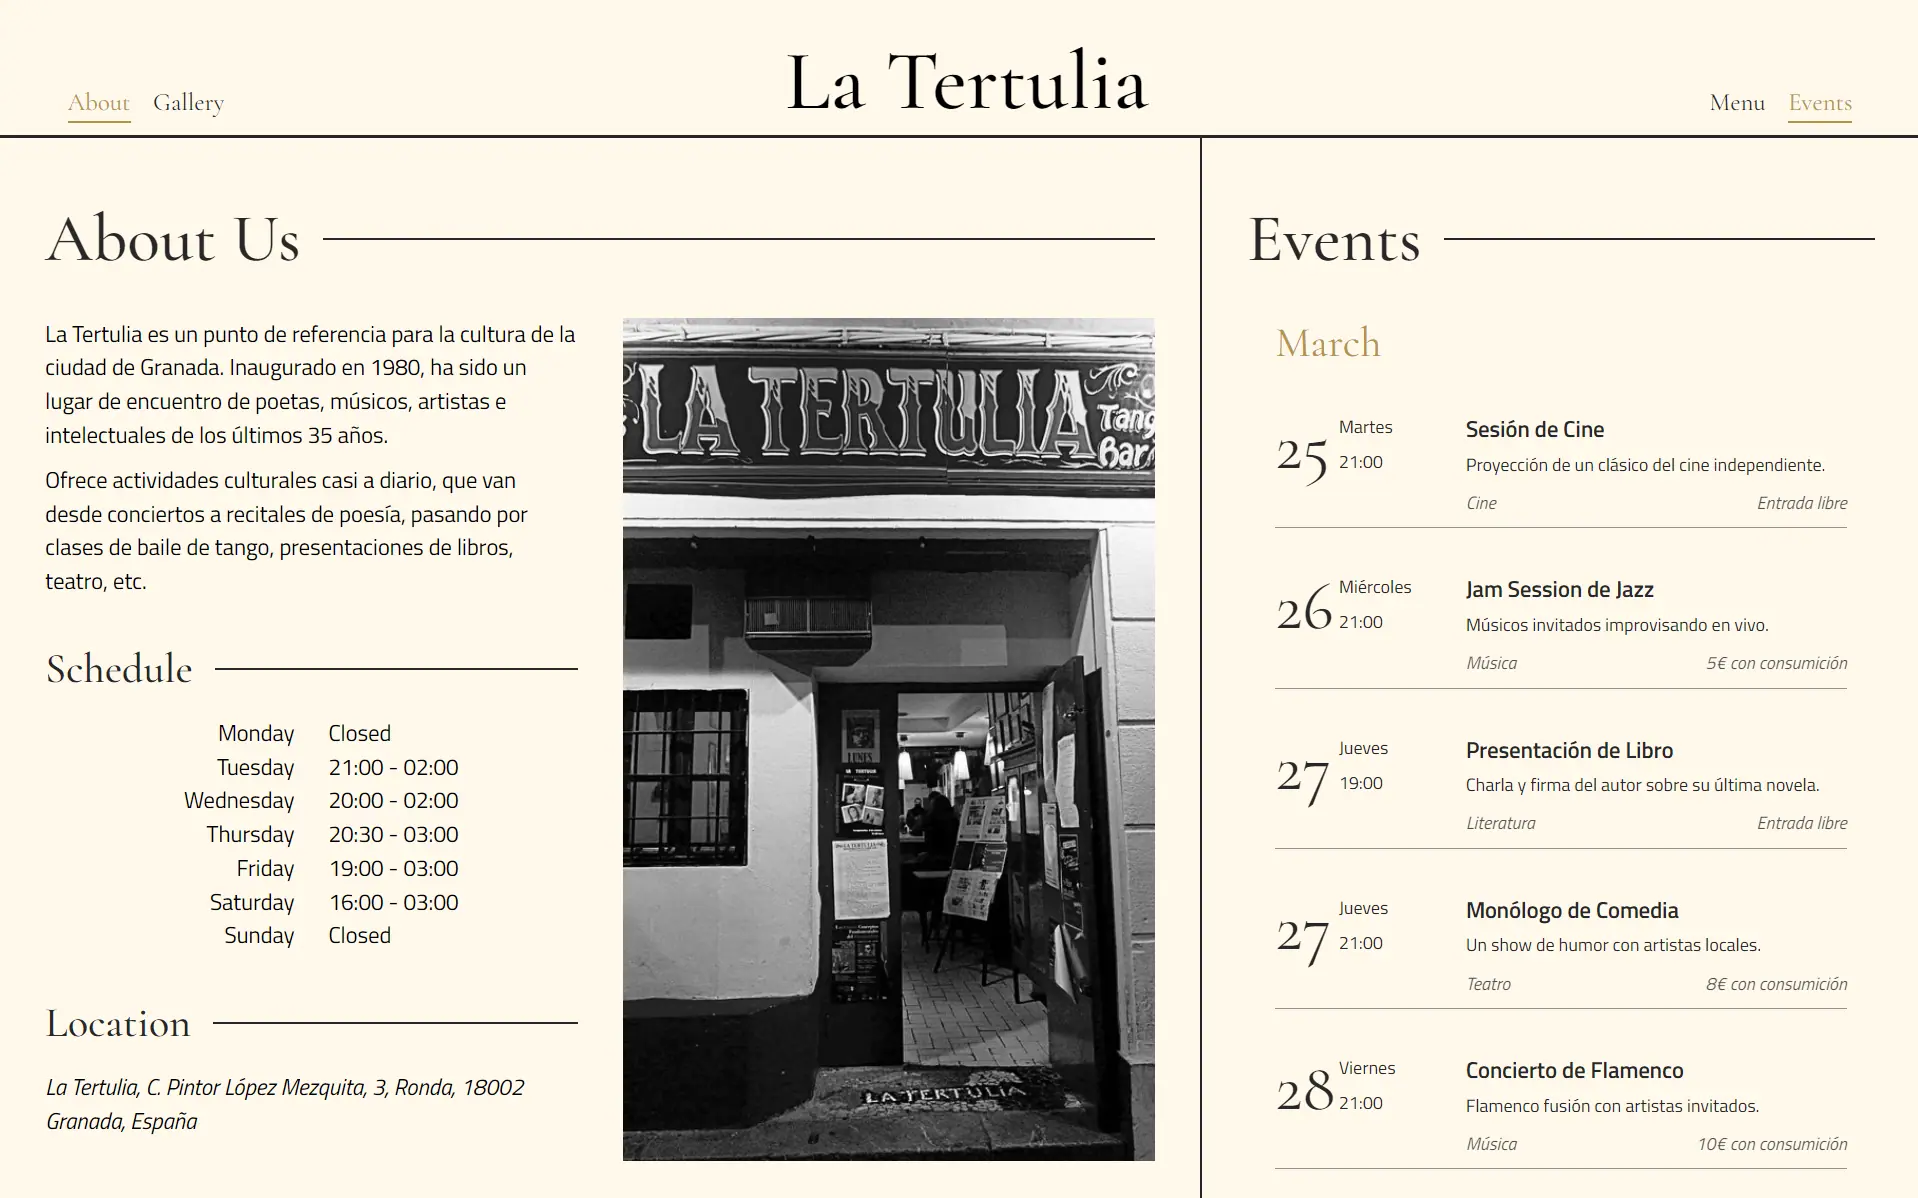 La Tertulia
About Gallery
Menu Events
About Us
La Tertulia es un punto de referencia para la cultura de la
ciudad de Granada. Inaugurado en 1980, ha sido un
lugar de encuentro de poetas, músicos, artistas e
intelectuales de los últimos 35 años.
Ofrece actividades culturales casi a diario, que van
desde conciertos a recitales de poesía, pasando por
clases de baile de tango, presentaciones de libros,
teatro, etc.
Schedule
Monday Closed
Tuesday 21:00 - 02:00
Wednesday 20:00 - 02:00
Thursday 20:30 - 03:00
Friday 19:00 - 03:00
Saturday 16:00 - 03:00
Sunday Closed
Location
La Tertulia, C. Pintor López Mezquita, 3, Ronda, 18002
Granada, España
LA TERTULIA
Tango
Bar
LUNES
LA TERTULIA
LA TERTULIA
Events
March
25 Martes
21:00
Sesión de Cine
Proyección de un clásico del cine independiente.
Cine Entrada libre
26 Miércoles
21:00
Jam Session de Jazz
Músicos invitados improvisando en vivo.
Música 5€ con consumición
27 Jueves
19:00
Presentación de Libro
Charla y firma del autor sobre su última novela.
Literatura Entrada libre
27 Jueves
21:00
Monólogo de Comedia
Un show de humor con artistas locales.
Teatro 8€ con consumición
28 Viernes
21:00
Concierto de Flamenco
Flamenco fusión con artistas invitados.
Música 10€ con consumición